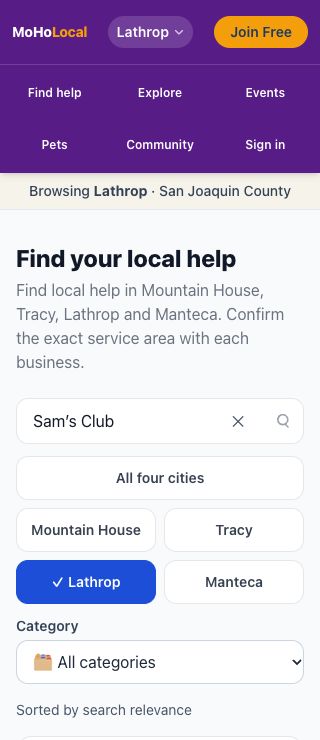 MoHoLocal Lathrop Join Free
Find help Explore Events
Pets Community Sign in
Browsing Lathrop · San Joaquin County
Find your local help
Find local help in Mountain House,
Tracy, Lathrop and Manteca. Confirm
the exact service area with each
business.
Sam's Club
All four cities
Mountain House Tracy
✓ Lathrop Manteca
Category
All categories
Sorted by search relevance